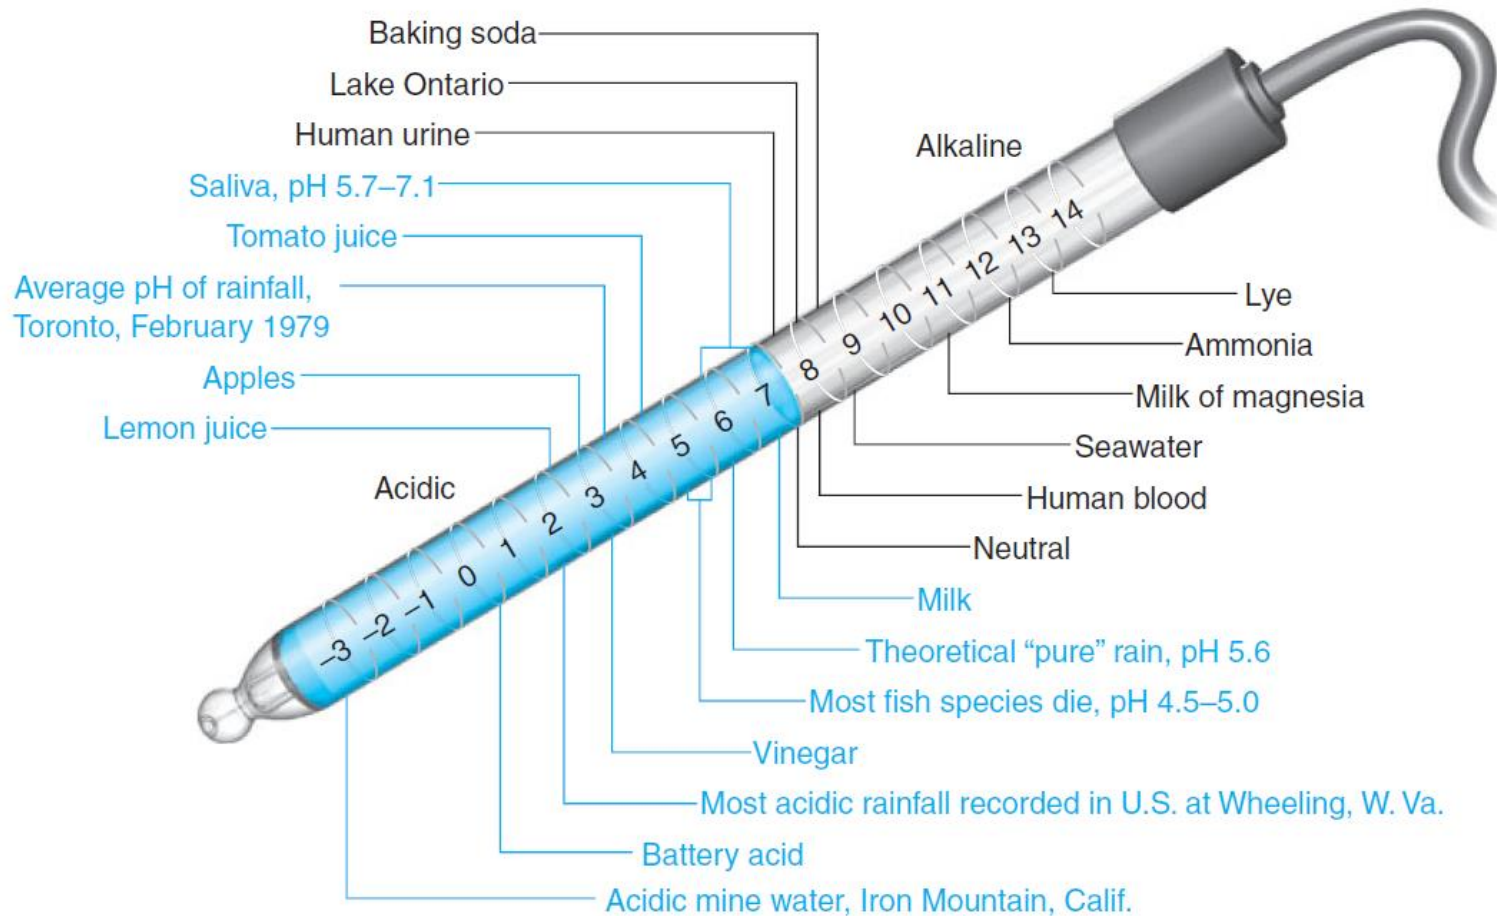 Baking soda
Lake Ontario
Human urine
Saliva, pH 5.7–7.1
Tomato juice
Average pH of rainfall,
Toronto, February 1979
Apples
Lemon juice
Acidic
Alkaline
–3 –2 –1 0 1 2 3 4 5 6 7 8 9 10 11 12 13 14
Lye
Ammonia
Milk of magnesia
Seawater
Human blood
Neutral
Milk
Theoretical “pure” rain, pH 5.6
Most fish species die, pH 4.5–5.0
Vinegar
Most acidic rainfall recorded in U.S. at Wheeling, W. Va.
Battery acid
Acidic mine water, Iron Mountain, Calif.